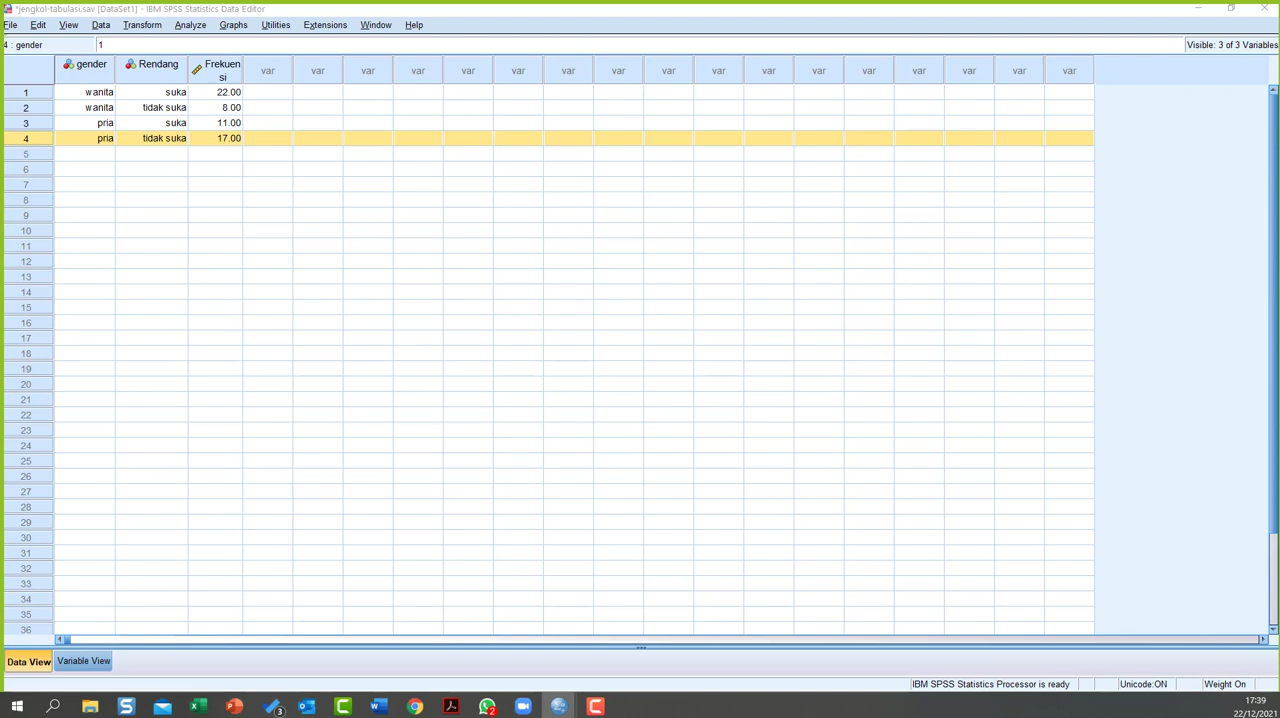 *jengkol-tabulasi.sav [DataSet1] - IBM SPSS Statistics Data Editor
File Edit View Data Transform Analyze Graphs Utilities Extensions Window Help
4 : gender 1 Visible: 3 of 3 Variables
gender Rendang Frekuen
si var var var var var var var var var var var var var var var var var
1 wanita suka 22.00
2 wanita tidak suka 8.00
3 pria suka 11.00
4 pria tidak suka 17.00
5
6
7
8
9
10
11
12
13
14
15
16
17
18
19
20
21
22
23
24
25
26
27
28
29
30
31
32
33
34
35
36
Data View Variable View
IBM SPSS Statistics Processor is ready Unicode:ON Weight On
3 2 17:39
22/12/2021